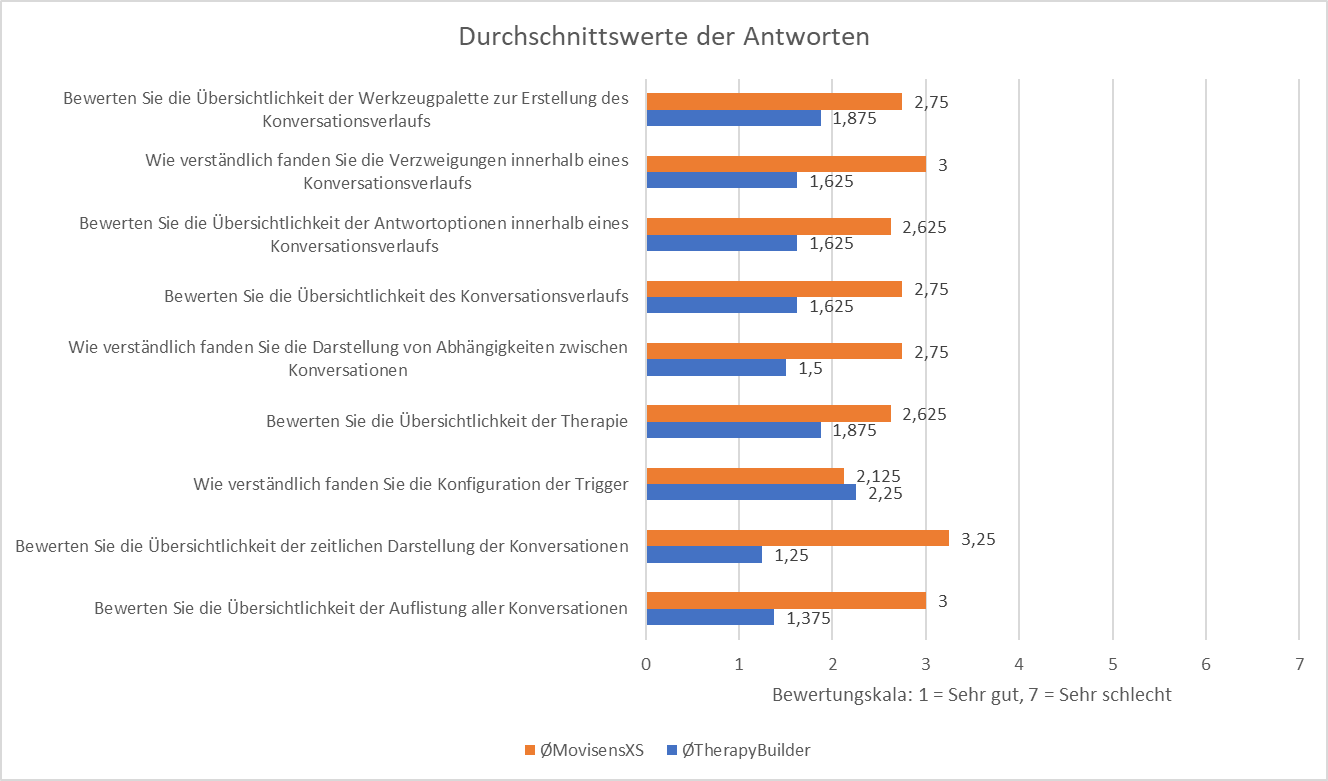 Durchschnittswerte der Antworten
Bewerten Sie die Übersichtlichkeit der Werkzeugpalette zur Erstellung des
Konversationsverlaufs
2,75
1,875
Wie verständlich fanden Sie die Verzweigungen innerhalb eines
Konversationsverlaufs
3
1,625
Bewerten Sie die Übersichtlichkeit der Antwortoptionen innerhalb eines
Konversationsverlaufs
2,625
1,625
Bewerten Sie die Übersichtlichkeit des Konversationsverlaufs
2,75
1,625
Wie verständlich fanden Sie die Darstellung von Abhängigkeiten zwischen
Konversationen
2,75
1,5
Bewerten Sie die Übersichtlichkeit der Therapie
2,625
1,875
Wie verständlich fanden Sie die Konfiguration der Trigger
2,125
2,25
Bewerten Sie die Übersichtlichkeit der zeitlichen Darstellung der Konversationen
3,25
1,25
Bewerten Sie die Übersichtlichkeit der Auflistung aller Konversationen
3
1,375
0 1 2 3 4 5 6 7
Bewertungskala: 1 = Sehr gut, 7 = Sehr schlecht
ØMovisensXS ØTherapyBuilder